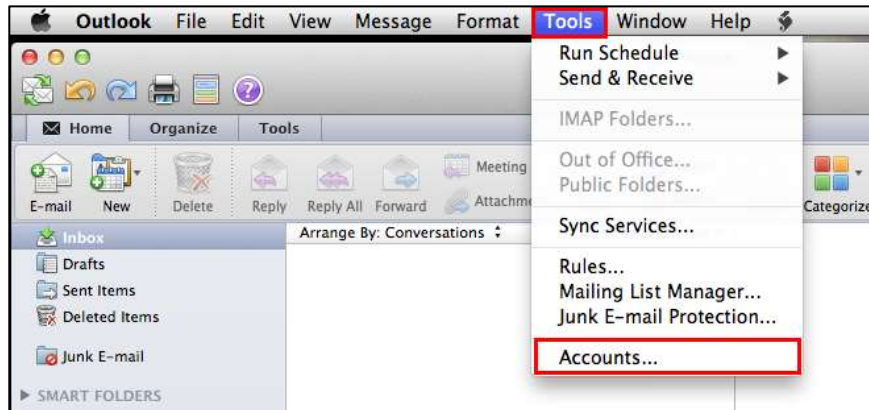 Outlook File Edit View Message Format Tools Window Help
Run Schedule
Send & Receive
IMAP Folders...
Out of Office...
Public Folders...
Sync Services...
Rules...
Mailing List Manager...
Junk E-mail Protection...
Accounts...
Home Organize Tools
E-mail New Delete Reply Reply All Forward
Meeting
Attachme
Categorize
Inbox
Drafts
Sent Items
Deleted Items
Junk E-mail
SMART FOLDERS
Arrange By: Conversations